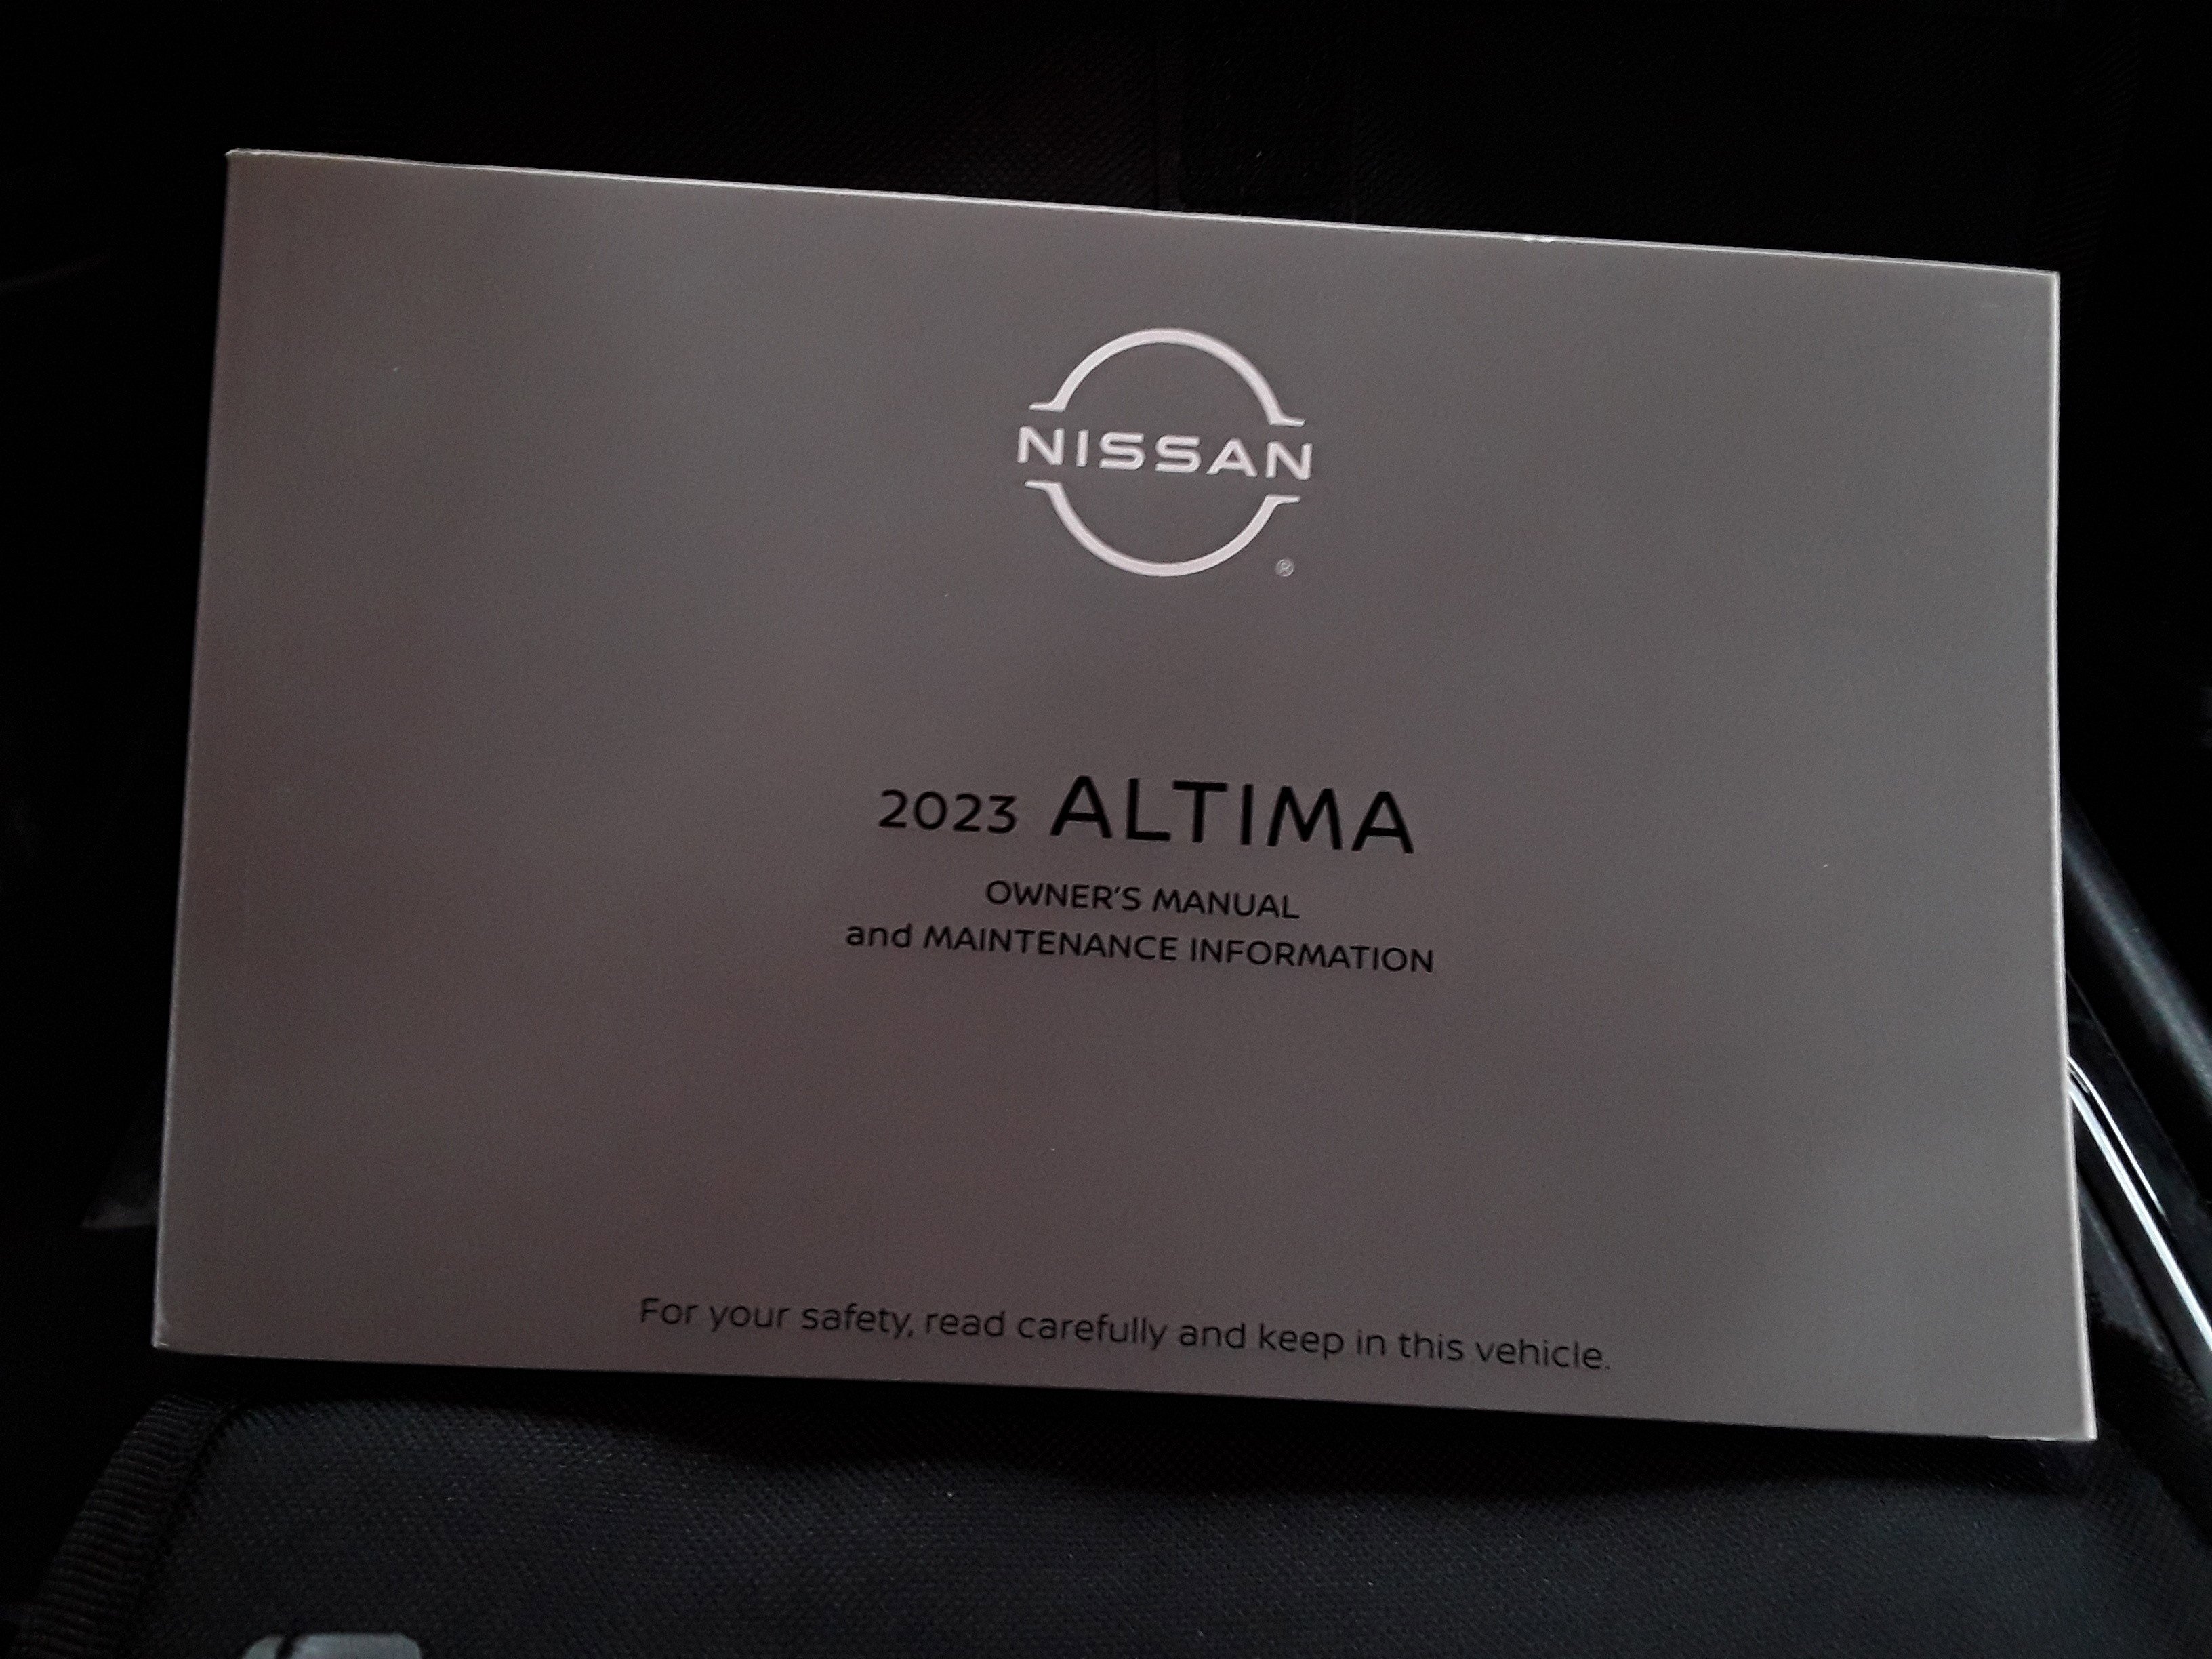 NISSAN
®
2023 ALTIMA
OWNER'S MANUAL
and MAINTENANCE INFORMATION
For your safety, read carefully and keep in this vehicle.